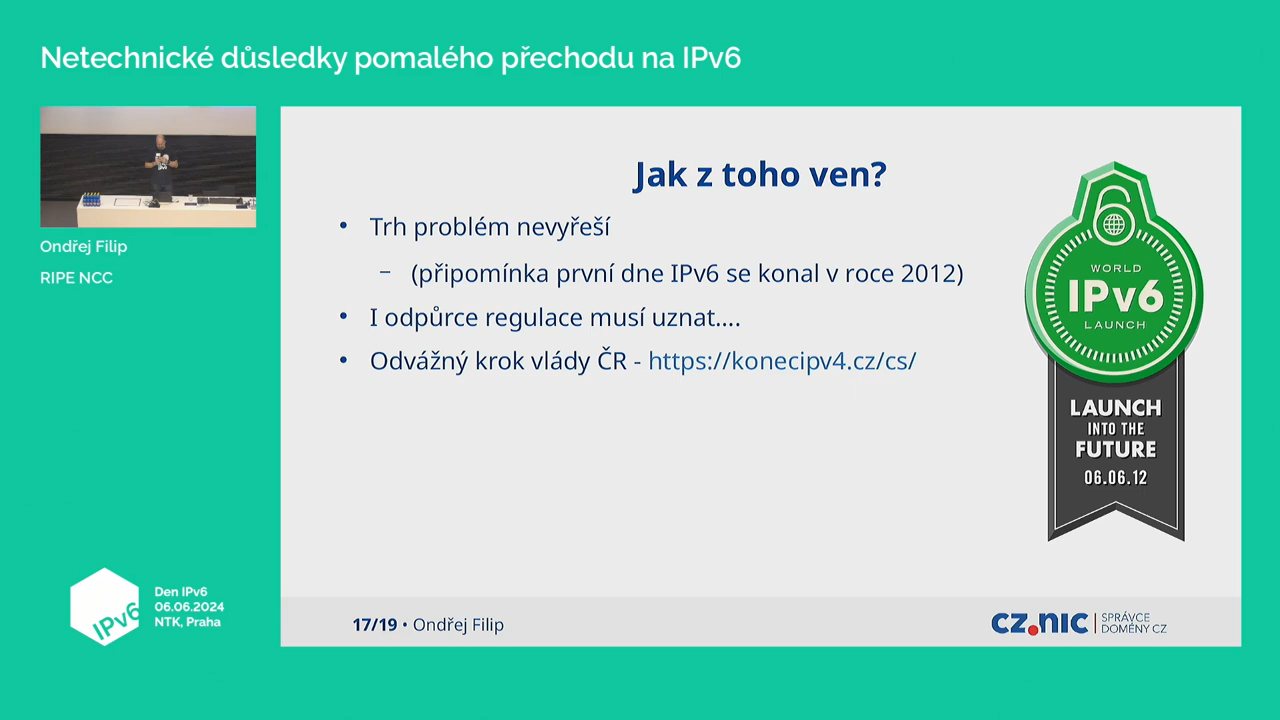 Netechnické důsledky pomalého přechodu na IPv6
Ondřej Filip
RIPE NCC
Jak z toho ven?
• Trh problém nevyřeší
– (připomínka první dne IPv6 se konal v roce 2012)
• I odpůrce regulace musí uznat....
• Odvážný krok vlády ČR - https://konecipv4.cz/cs/
WORLD
IPv6
LAUNCH
LAUNCH
INTO THE
FUTURE
06.06.12
IPv6
Den IPv6
06.06.2024
NTK, Praha
17/19 • Ondřej Filip
CZ.NIC | SPRÁVCE
DOMÉNY CZ